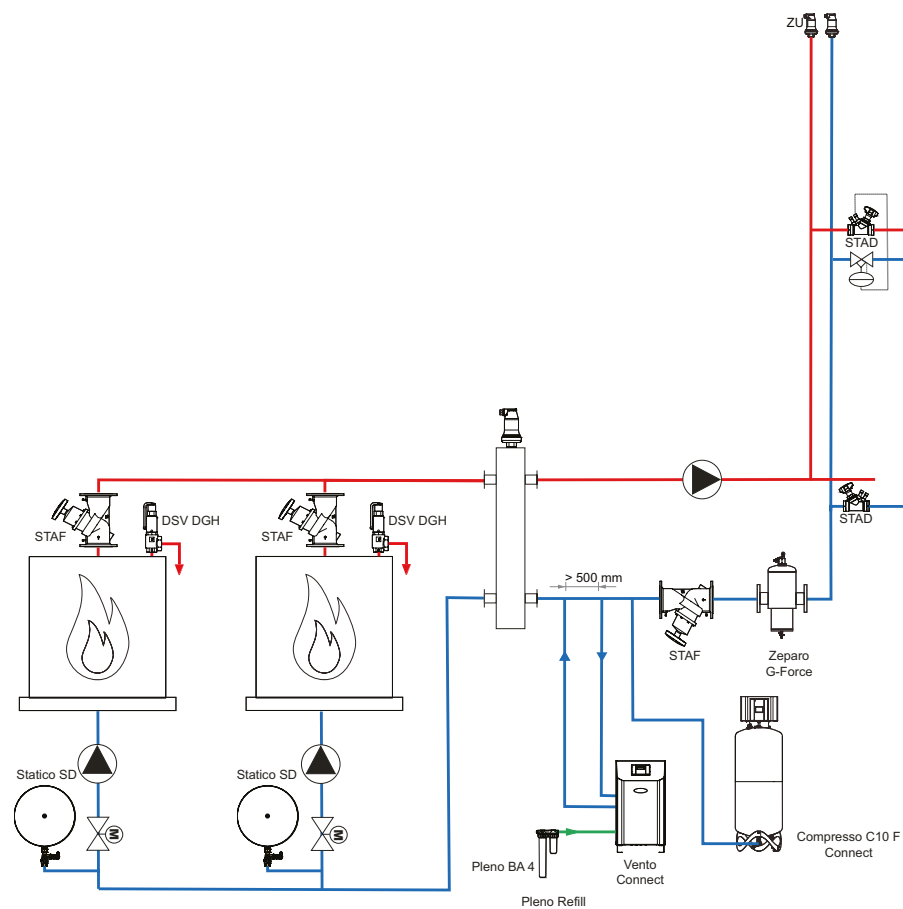 ZU
STAD
STAF
DSV DGH
STAF
DSV DGH
STAD
> 500 mm
STAF
Zeparo
G-Force
Statico SD
M
Statico SD
M
Pleno BA 4
Vento
Connect
Compresso C10 F
Connect
Pleno Refill